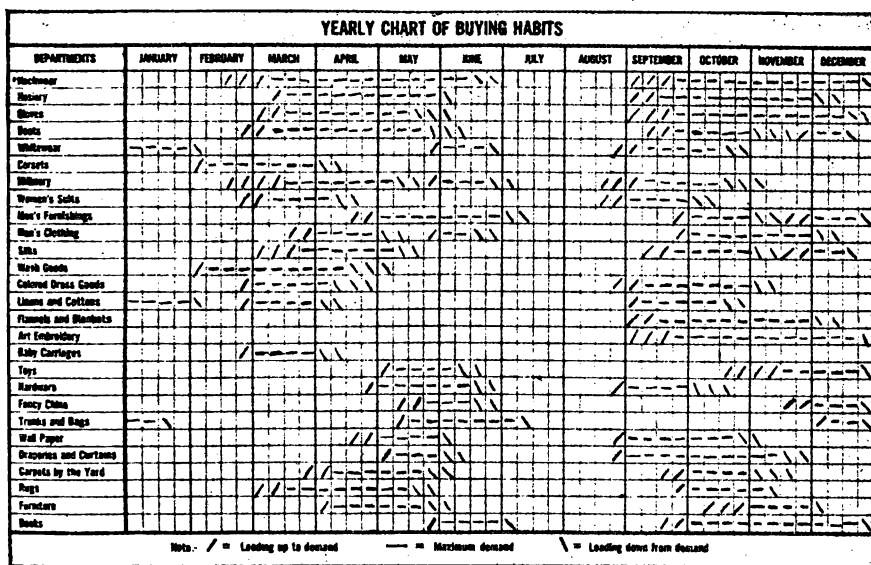 YEARLY CHART OF BUYING HABITS
DEPARTMENTS JANUARY FEBRUARY MARCH APRIL MAY JUNE JULY AUGUST SEPTEMBER OCTOBER NOVEMBER DECEMBER
*Neckwear
Hosiery
Gloves
Boots
Whitewear
Corsets
Millinery
Women's Suits
Men's Furnishings
Men's Clothing
Silks
Wash Goods
Colored Dress Goods
Linens and Cottons
Flannels and Blankets
Art Embroidery
Baby Carriages
Toys
Hardware
Fancy China
Trunks and Bags
Wall Paper
Draperies and Curtains
Carpets by the Yard
Rugs
Furniture
Books
Note.- / = Leading up to demand — = Maximum demand \ = Leading down from demand